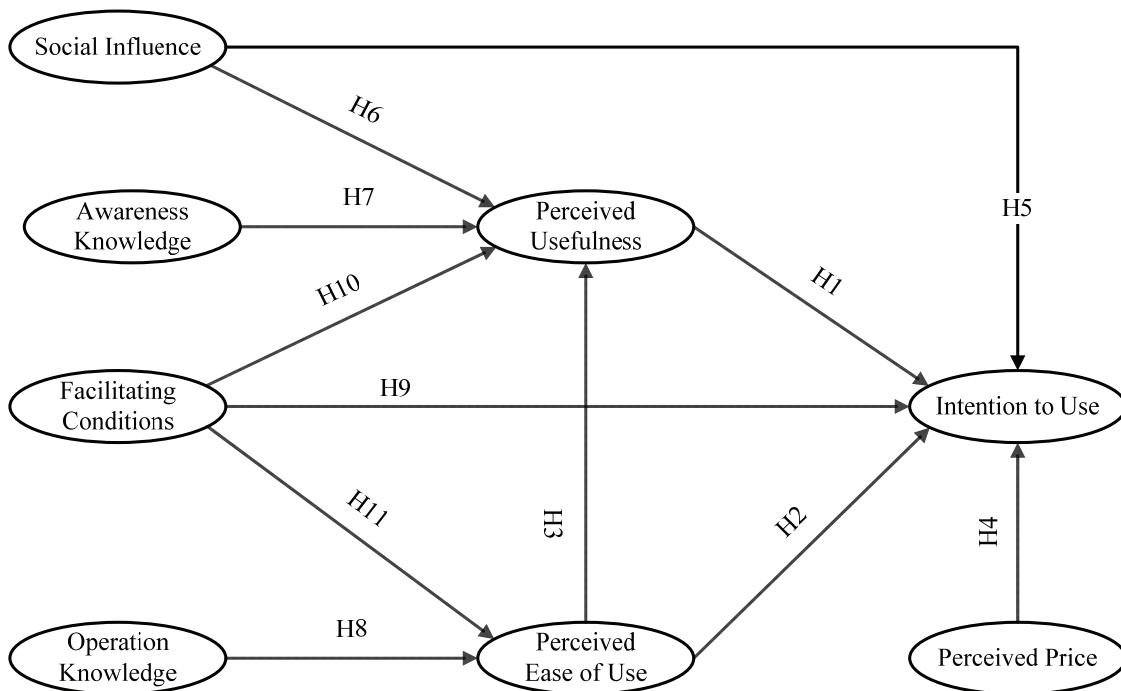 Social Influence
H6
H5
Awareness
Knowledge
H7
Perceived
Usefulness
H10
H1
Facilitating
Conditions
H9
Intention to Use
H11
H3
H2
H4
Operation
Knowledge
H8
Perceived
Ease of Use
Perceived Price